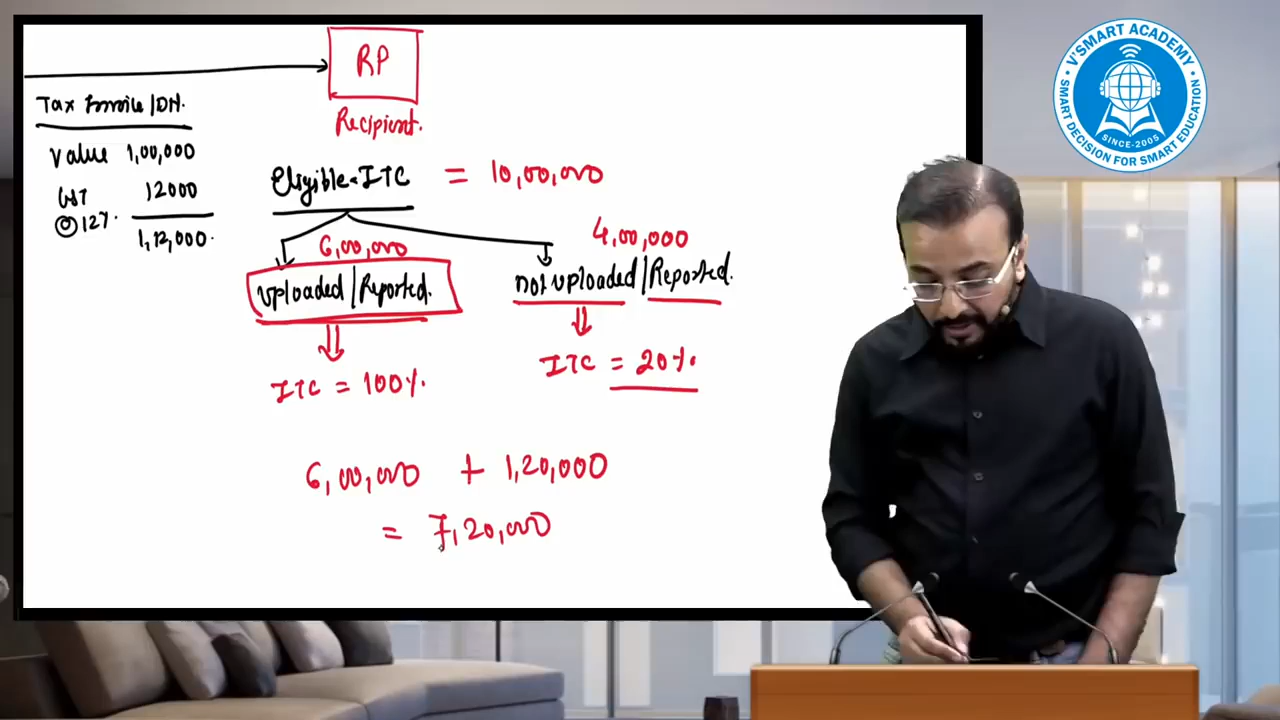 RP
Recipient.
Tax Invoice/DN.
Value 1,00,000
GST 12000
@12%.
1,12,000.
Eligible ITC = 10,00,000
6,00,000
4,00,000
Uploaded/Reported.
not uploaded/Reported.
ITC = 100%.
ITC = 20%.
6,00,000 + 1,20,000
= 7,20,000
V'SMART ACADEMY
SINCE-2005
SMART DECISION FOR SMART EDUCATION